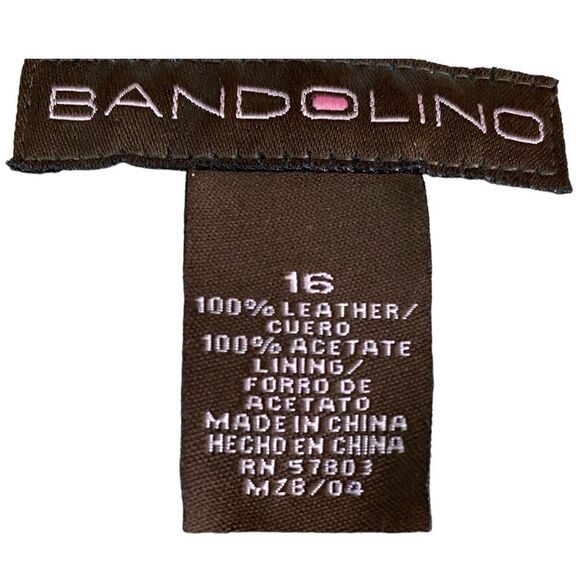 BANDOLINO
16
100% LEATHER/
CUERO
100% ACETATE
LINING/
FORRO DE
ACETATO
MADE IN CHINA
HECHO EN CHINA
RN 57803
MZB/04